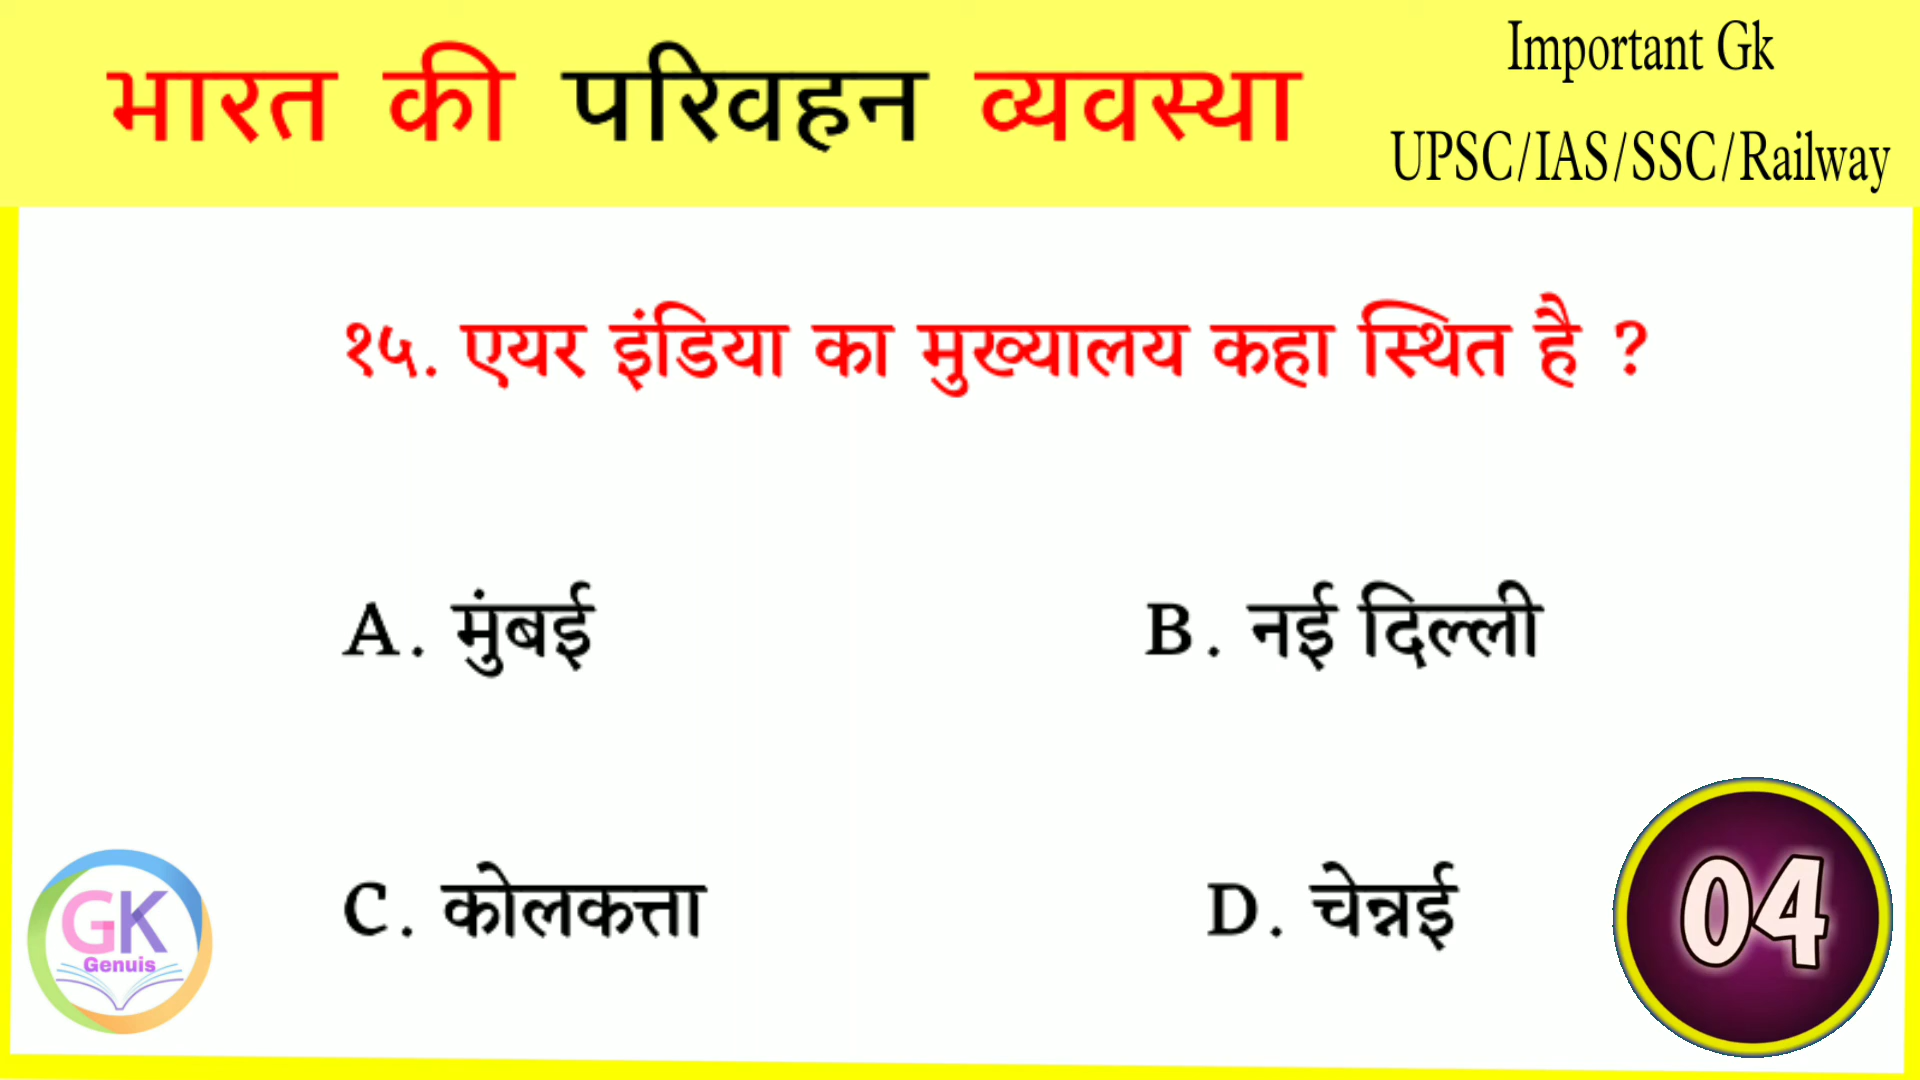 भारत की परिवहन व्यवस्था
Important Gk
UPSC/IAS/SSC/Railway
१५. एयर इंडिया का मुख्यालय कहा स्थित है ?
A. मुंबई
B. नई दिल्ली
C. कोलकत्ता
D. चेन्नई
GK
Genuis
04